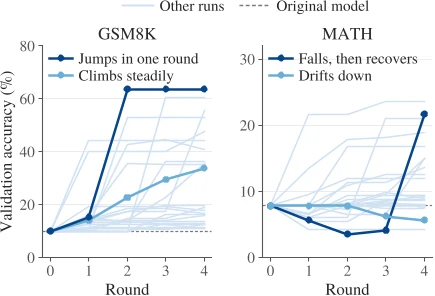 Other runs Original model
GSM8K MATH
Jumps in one round
Climbs steadily
Falls, then recovers
Drifts down
Validation accuracy (%)
80
60
40
20
0
0 1 2 3 4
Round
30
20
10
0
0 1 2 3 4
Round